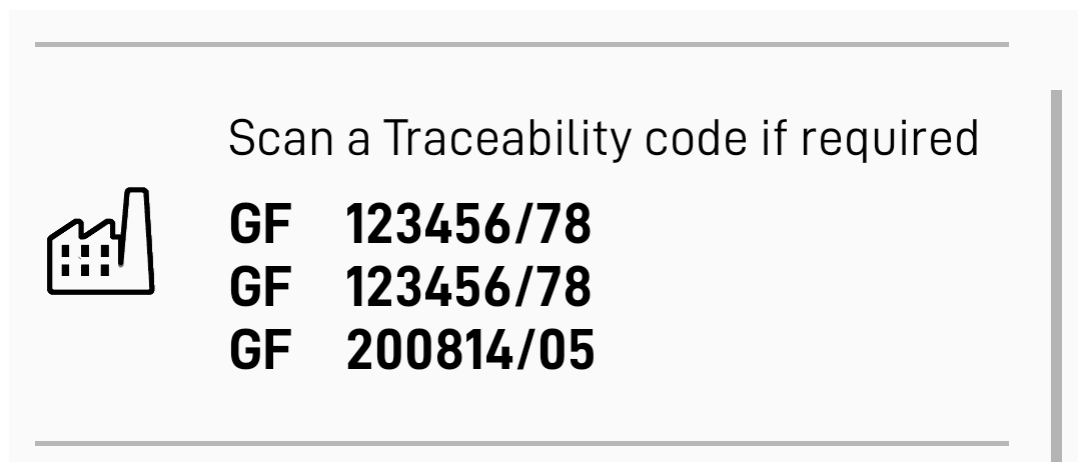 Scan a Traceability code if required
GF 123456/78
GF 123456/78
GF 200814/05